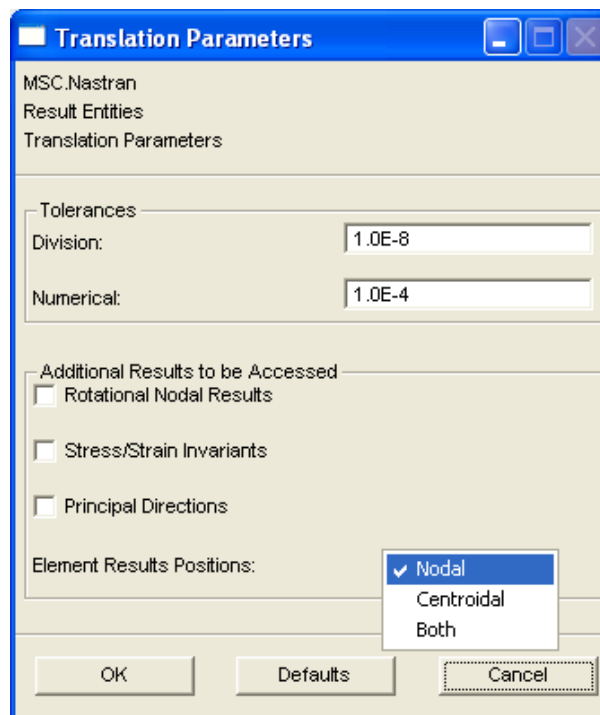 Translation Parameters
MSC.Nastran
Result Entities
Translation Parameters
Tolerances
Division: 1.0E-8
Numerical: 1.0E-4
Additional Results to be Accessed
Rotational Nodal Results
Stress/Strain Invariants
Principal Directions
Element Results Positions: Nodal
Centroidal
Both
OK Defaults Cancel